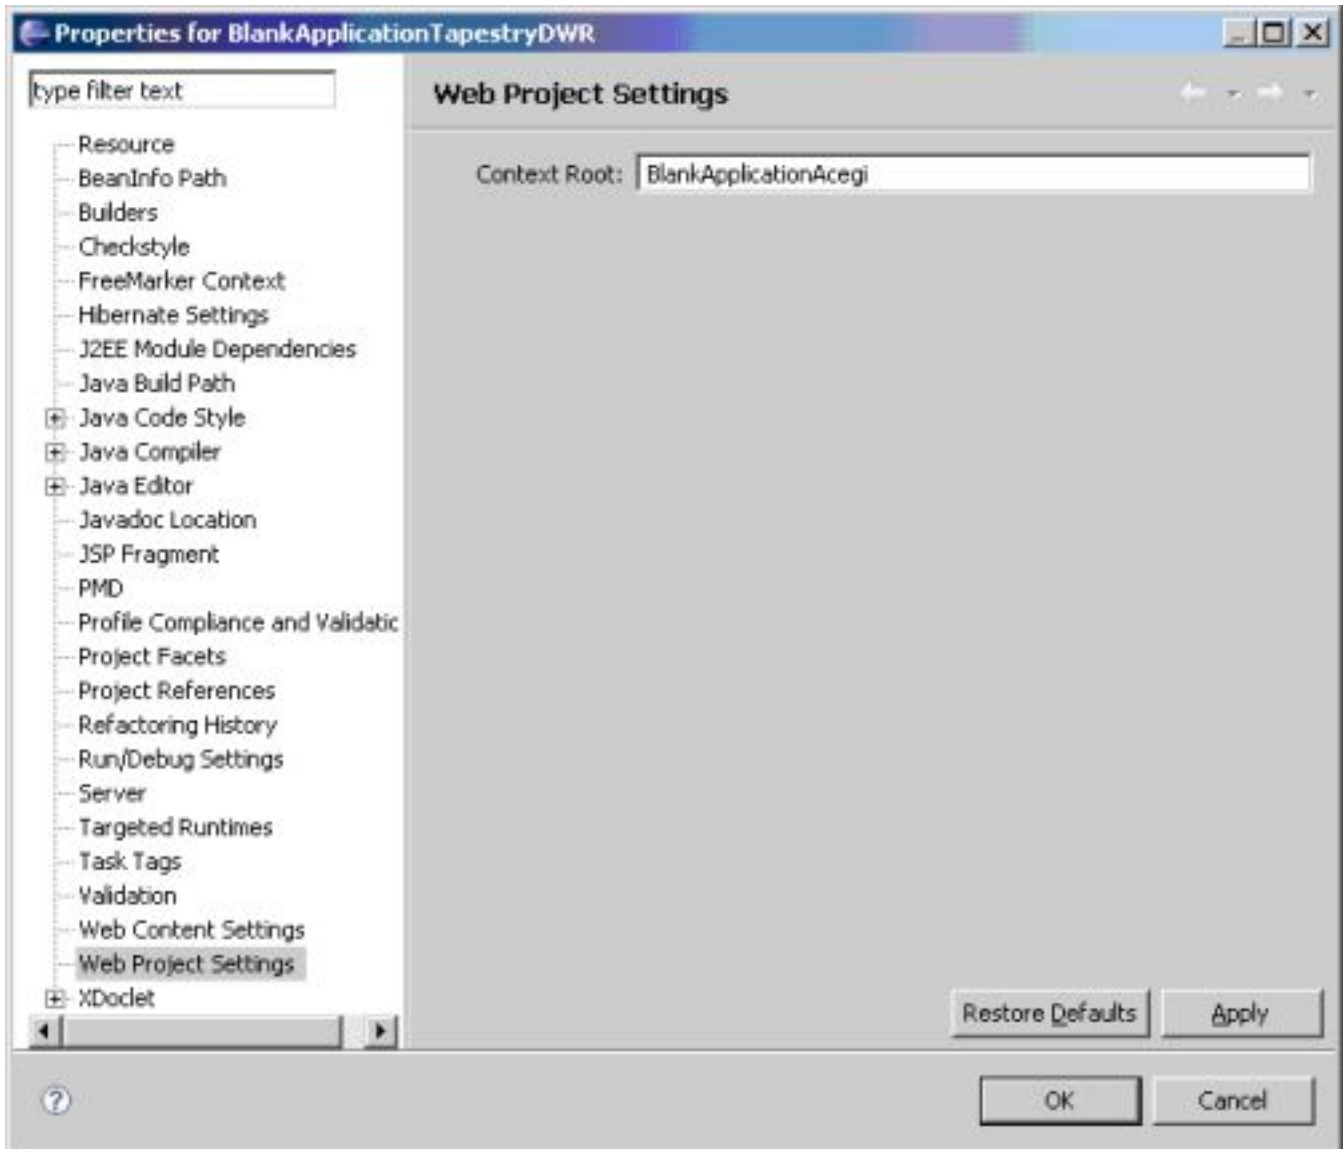 Properties for BlankApplicationTapestryDWR
type filter text
Web Project Settings
Context Root: BlankApplicationAcegi
Resource
BeanInfo Path
Builders
Checkstyle
FreeMarker Context
Hibernate Settings
J2EE Module Dependencies
Java Build Path
Java Code Style
Java Compiler
Java Editor
Javadoc Location
JSP Fragment
PMD
Profile Compliance and Validatic
Project Facets
Project References
Refactoring History
Run/Debug Settings
Server
Targeted Runtimes
Task Tags
Validation
Web Content Settings
Web Project Settings
XDoclet
Restore Defaults Apply
OK Cancel